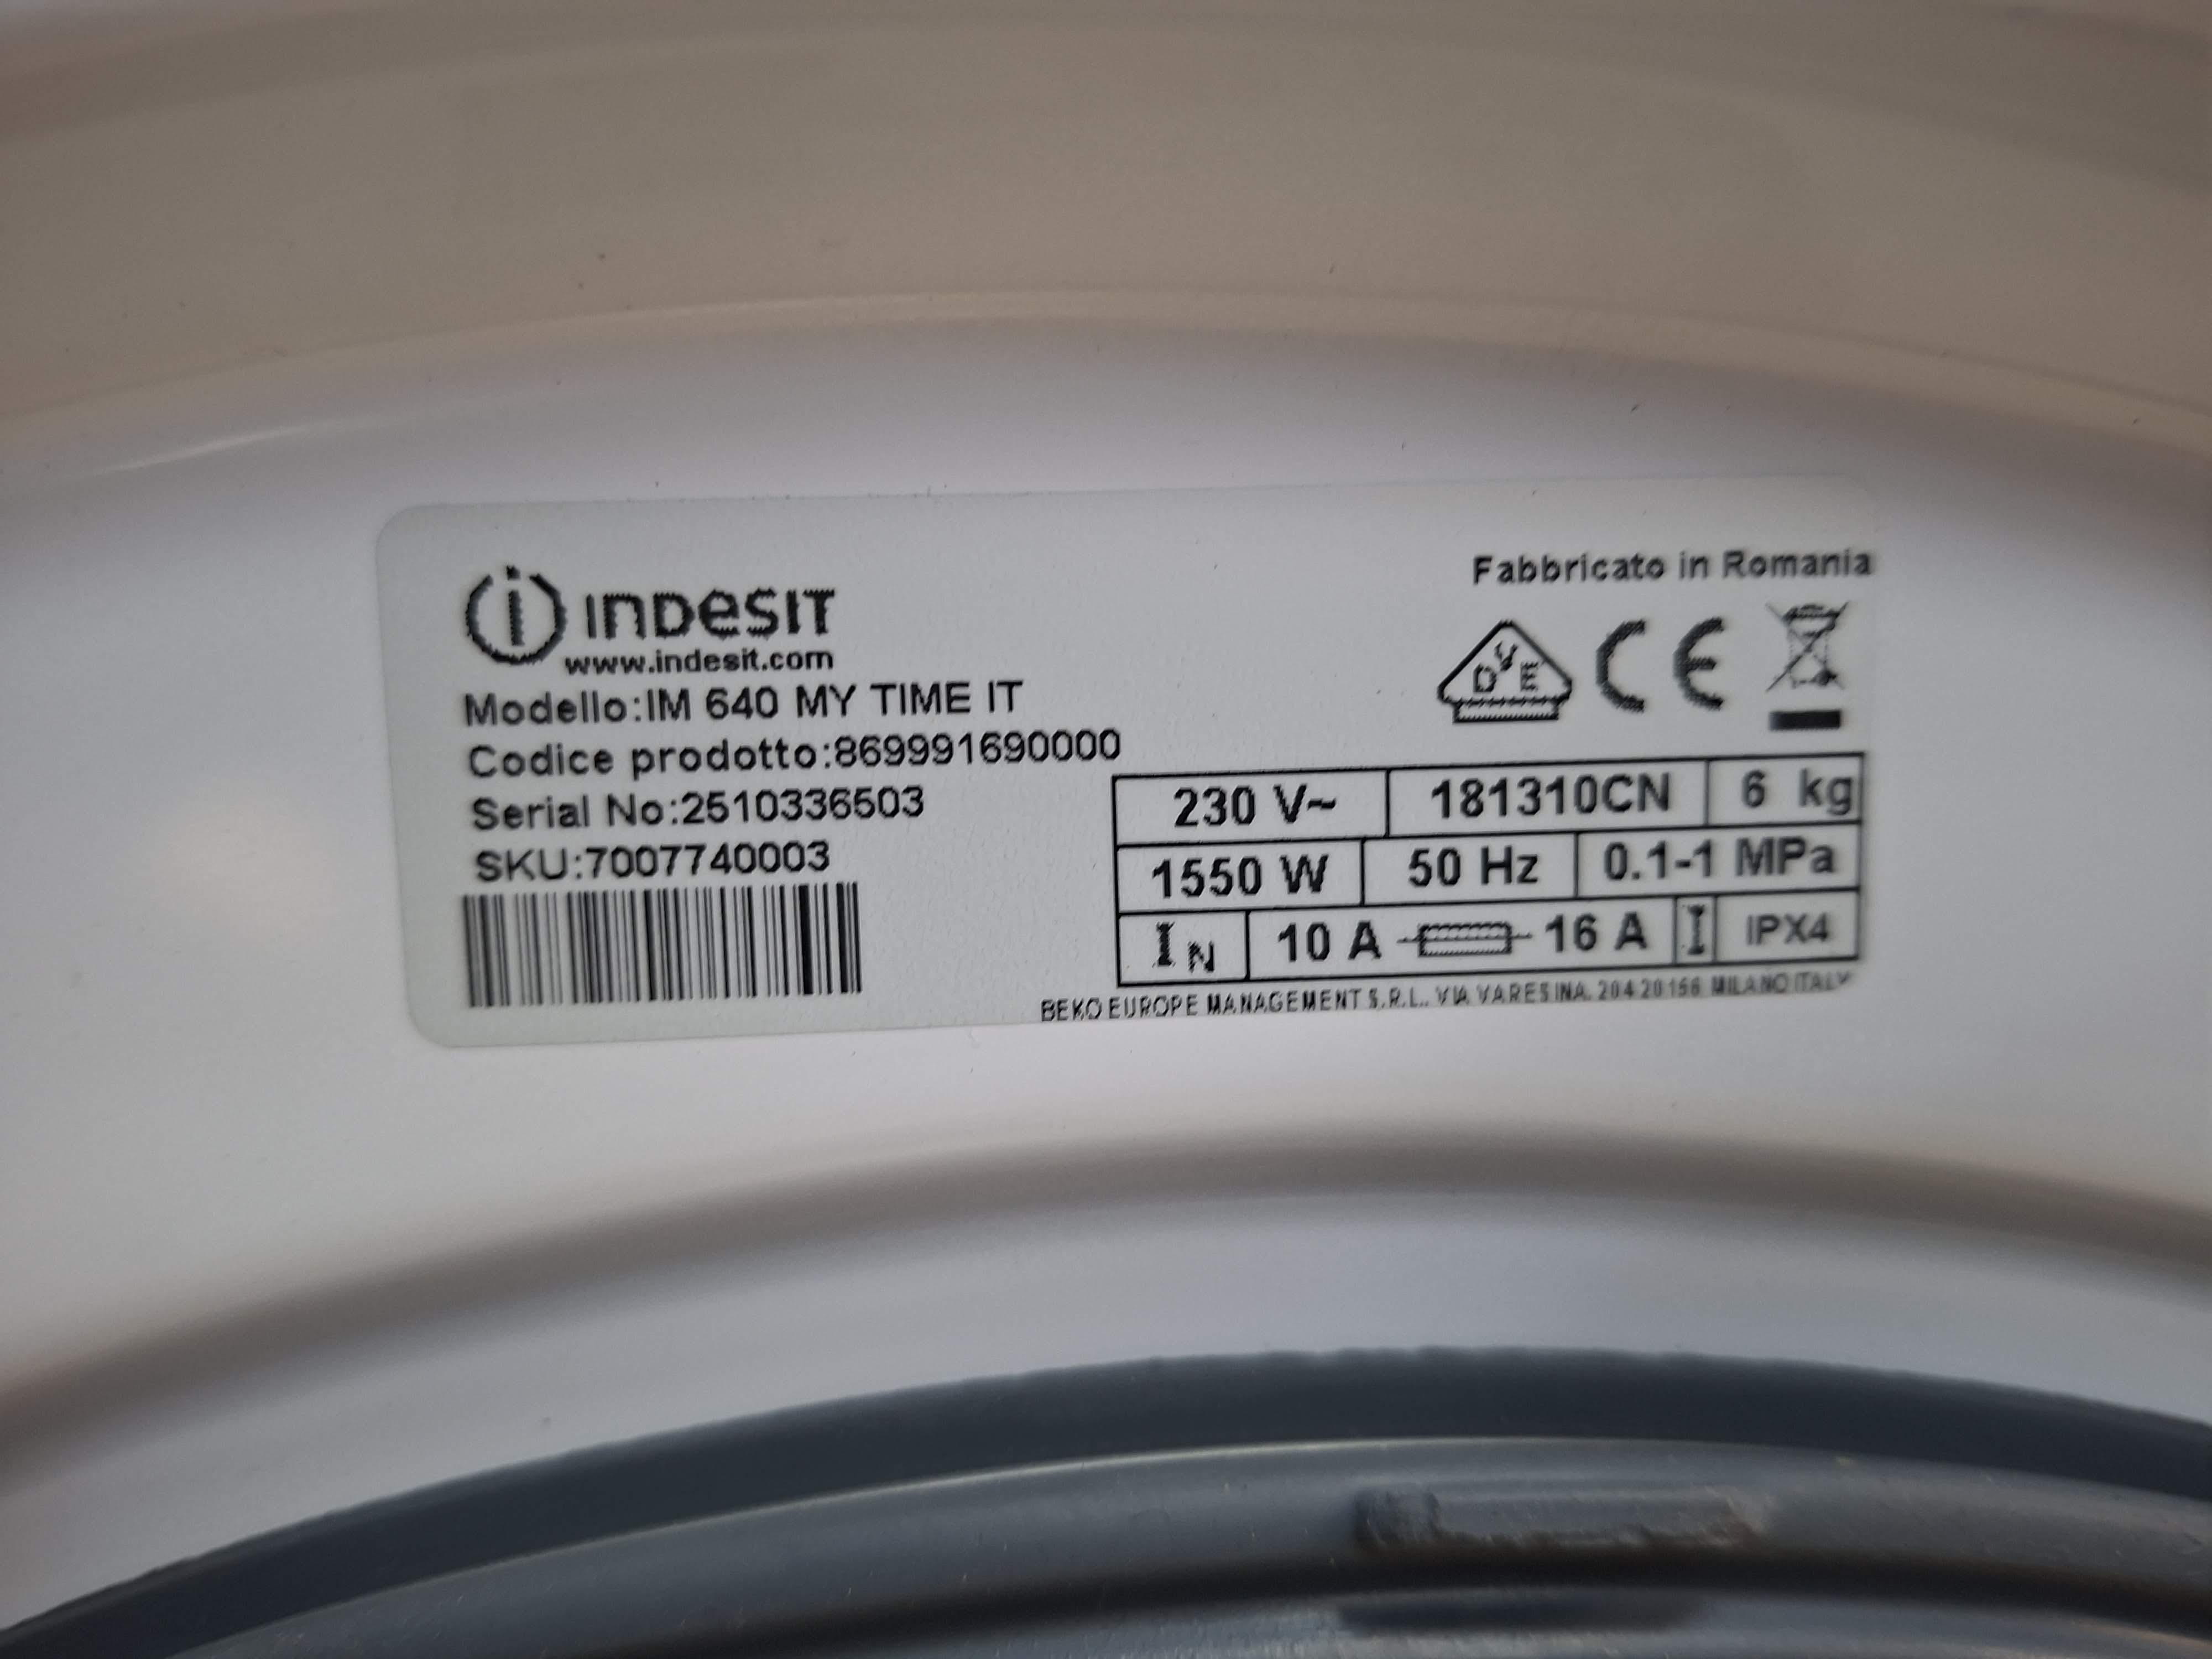 INDESIT
www.indesit.com
Modello:IM 640 MY TIME IT
Codice prodotto:869991690000
Serial No:2510336503
SKU:7007740003
Fabbricato in Romania
DVE CE
230 V~ 181310CN 6 kg
1550 W 50 Hz 0.1-1 MPa
IN 10 A 16 A I IPX4
BEKO EUROPE MANAGEMENT S.R.L.. VIA VARESINA. 204 20156 MILANO ITALY